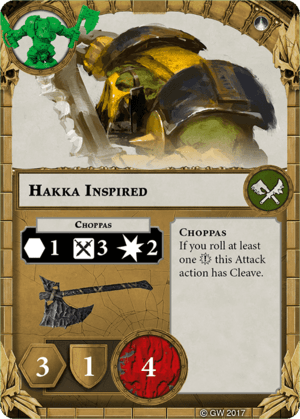 Hakka Inspired
Choppas
1 3 2
Choppas
If you roll at least
one this Attack
action has Cleave.
3 1 4
© GW 2017